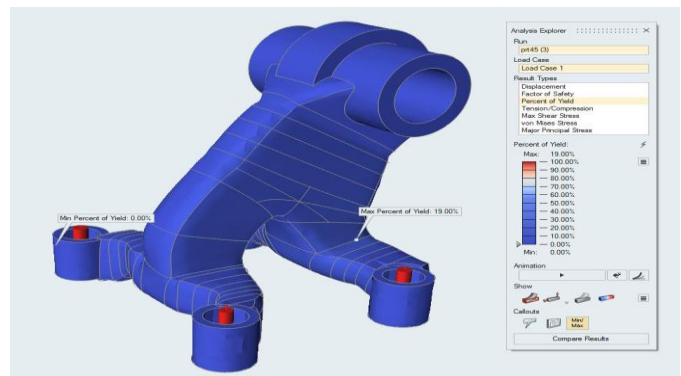 Analysis Explorer
Run
prt45 (3)
Load Case
Load Case 1
Result Types
Displacement
Factor of Safety
Percent of Yield
Tension/Compression
Max Shear Stress
von Mises Stress
Major Principal Stress
Percent of Yield:
Max: 19.00%
100.00%
90.00%
80.00%
70.00%
60.00%
50.00%
40.00%
30.00%
20.00%
10.00%
0.00%
Min: 0.00%
Animation
Show
Callouts
Min/
Max
Compare Results
Min Percent of Yield: 0.00%
Max Percent of Yield: 19.00%